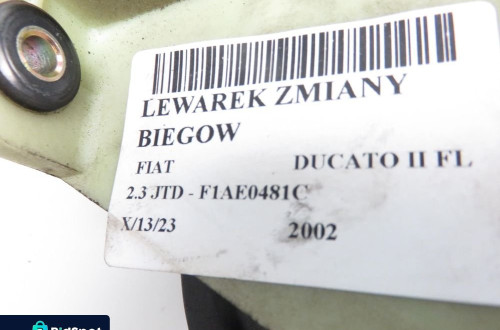 LEWAREK ZMIANY
BIEGOW
FIAT DUCATO II FL
2.3 JTD - F1AE0481C
X/13/23 2002